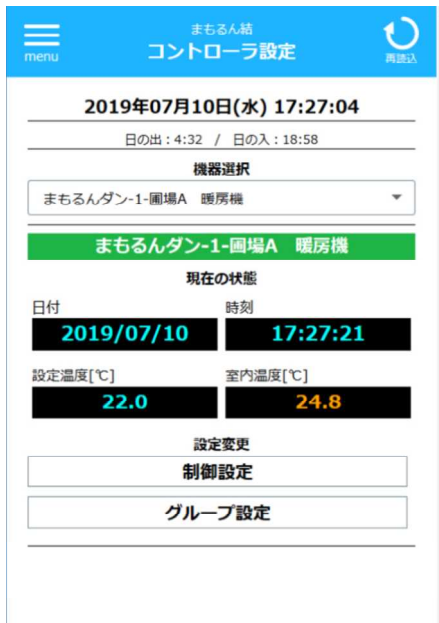 まもるん結
menu
コントローラ設定
再読込
2019年07月10日(水) 17:27:04
日の出：4:32 / 日の入：18:58
機器選択
まもるんダン-1-圃場A 暖房機
まもるんダン-1-圃場A 暖房機
現在の状態
日付 時刻
2019/07/10 17:27:21
設定温度[℃] 室内温度[℃]
22.0 24.8
設定変更
制御設定
グループ設定